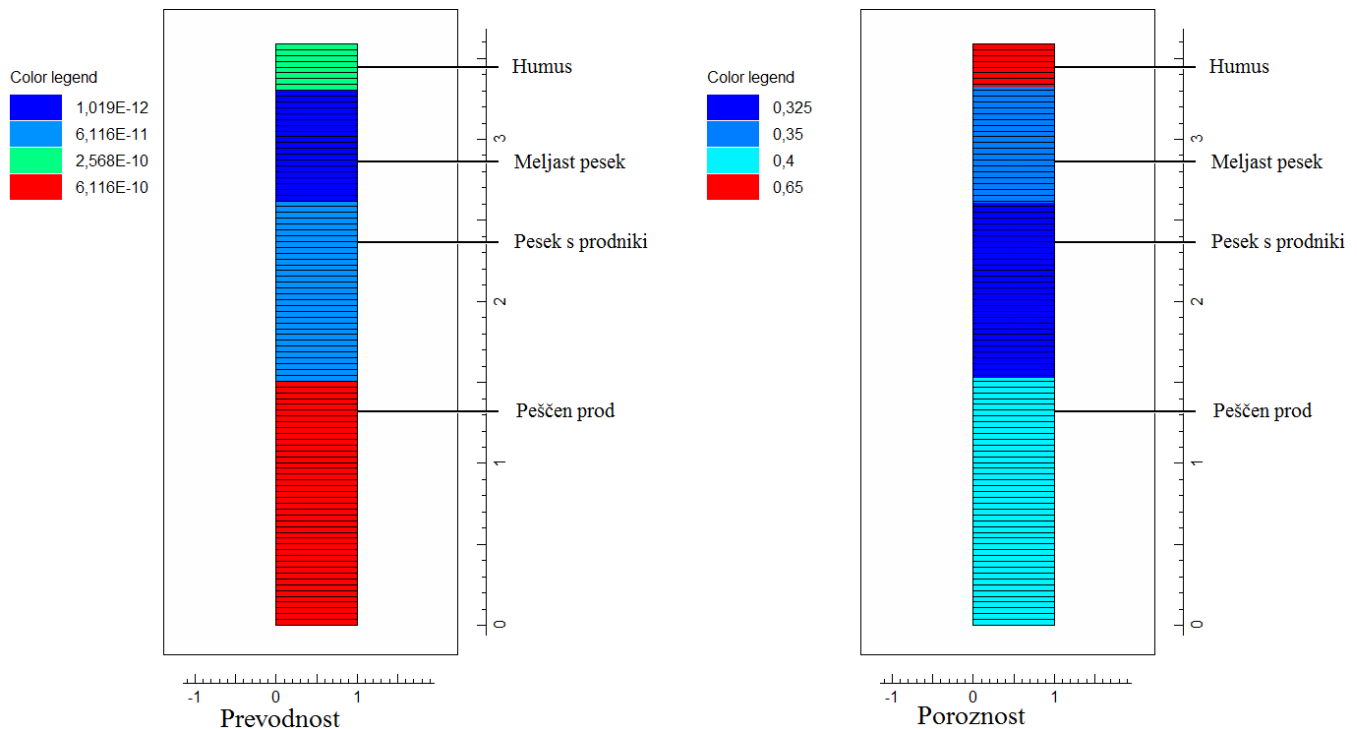 Color legend
1,019E-12
6,116E-11
2,568E-10
6,116E-10
Humus
Meljast pesek
Pesek s prodniki
Peščen prod
3
2
1
0
-1 0 1
Prevodnost
Color legend
0,325
0,35
0,4
0,65
Humus
Meljast pesek
Pesek s prodniki
Peščen prod
3
2
1
0
-1 0 1
Poroznost